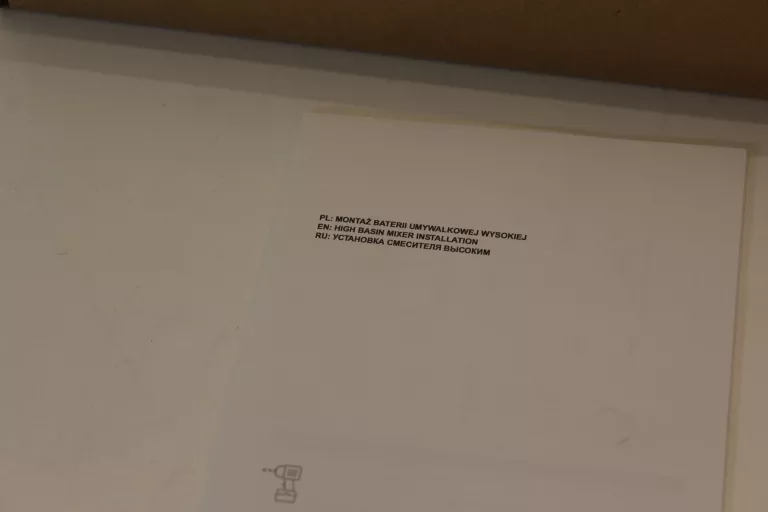 PL: MONTAŻ BATERII UMYWALKOWEJ WYSOKIEJ
EN: HIGH BASIN MIXER INSTALLATION
RU: УСТАНОВКА СМЕСИТЕЛЯ ВЫСОКИМ